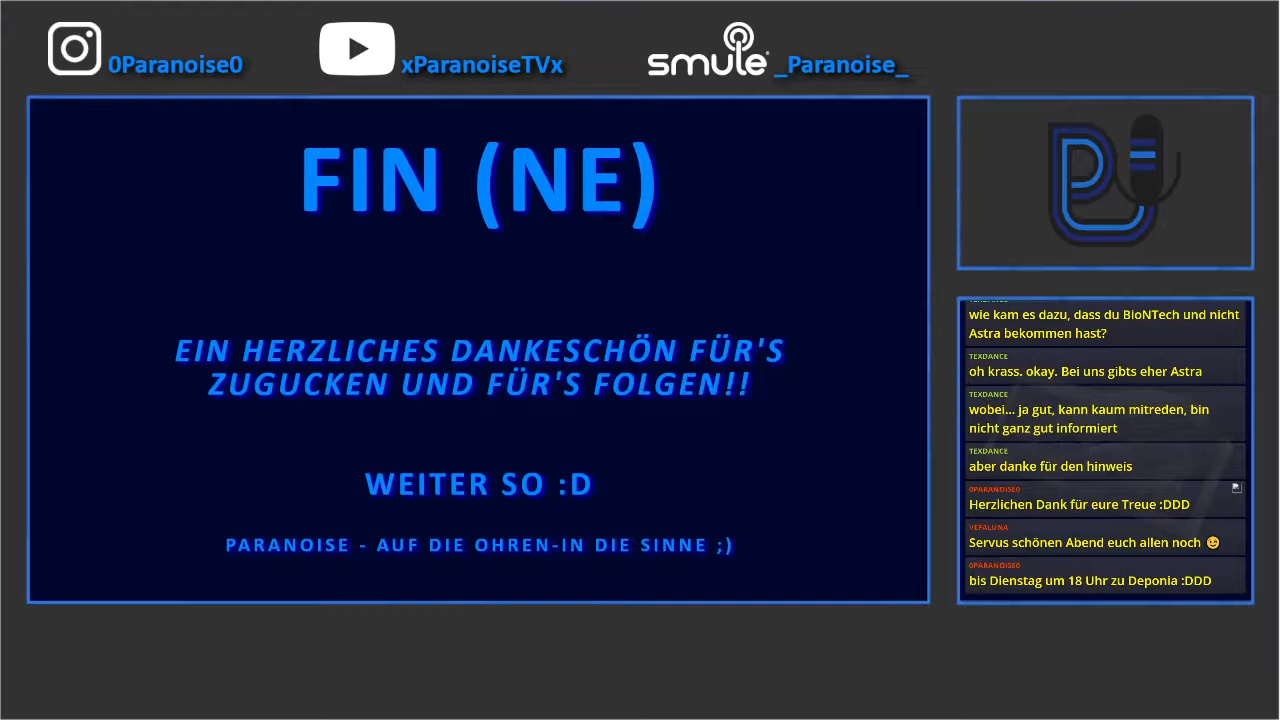 0Paranoise0
xParanoiseTVx
smule
_Paranoise_
FIN (NE)
EIN HERZLICHES DANKESCHÖN FÜR'S
ZUGUCKEN UND FÜR'S FOLGEN!!
WEITER SO :D
PARANOISE - AUF DIE OHREN-IN DIE SINNE ;)
wie kam es dazu, dass du BioNTech und nicht
Astra bekommen hast?
TEXDANCE
oh krass. okay. Bei uns gibts eher Astra
TEXDANCE
wobei... ja gut, kann kaum mitreden, bin
nicht ganz gut informiert
TEXDANCE
aber danke für den hinweis
0PARANOISE0
Herzlichen Dank für eure Treue :DDD
VEFALUNA
Servus schönen Abend euch allen noch 😉
0PARANOISE0
bis Dienstag um 18 Uhr zu Deponia :DDD